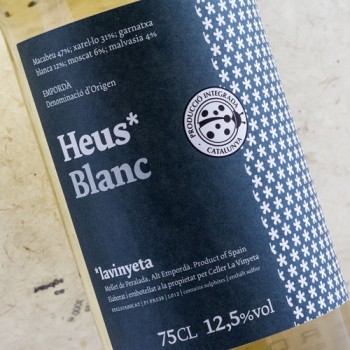 Macabeu 47%; xarel·lo 31%; garnatxa
blanca 12%; moscat 6%; malvasia 4%
EMPORDÀ
Denominació d'Origen
Heus*
Blanc
PRODUCCIÓ INTEGRADA
CATALUNYA
*lavinyeta
Mollet de Peralada, Alt Empordà. Product of Spain
Elaborat i embotellat a la propietat per Celler La Vinyeta
75CL 12,5%vol